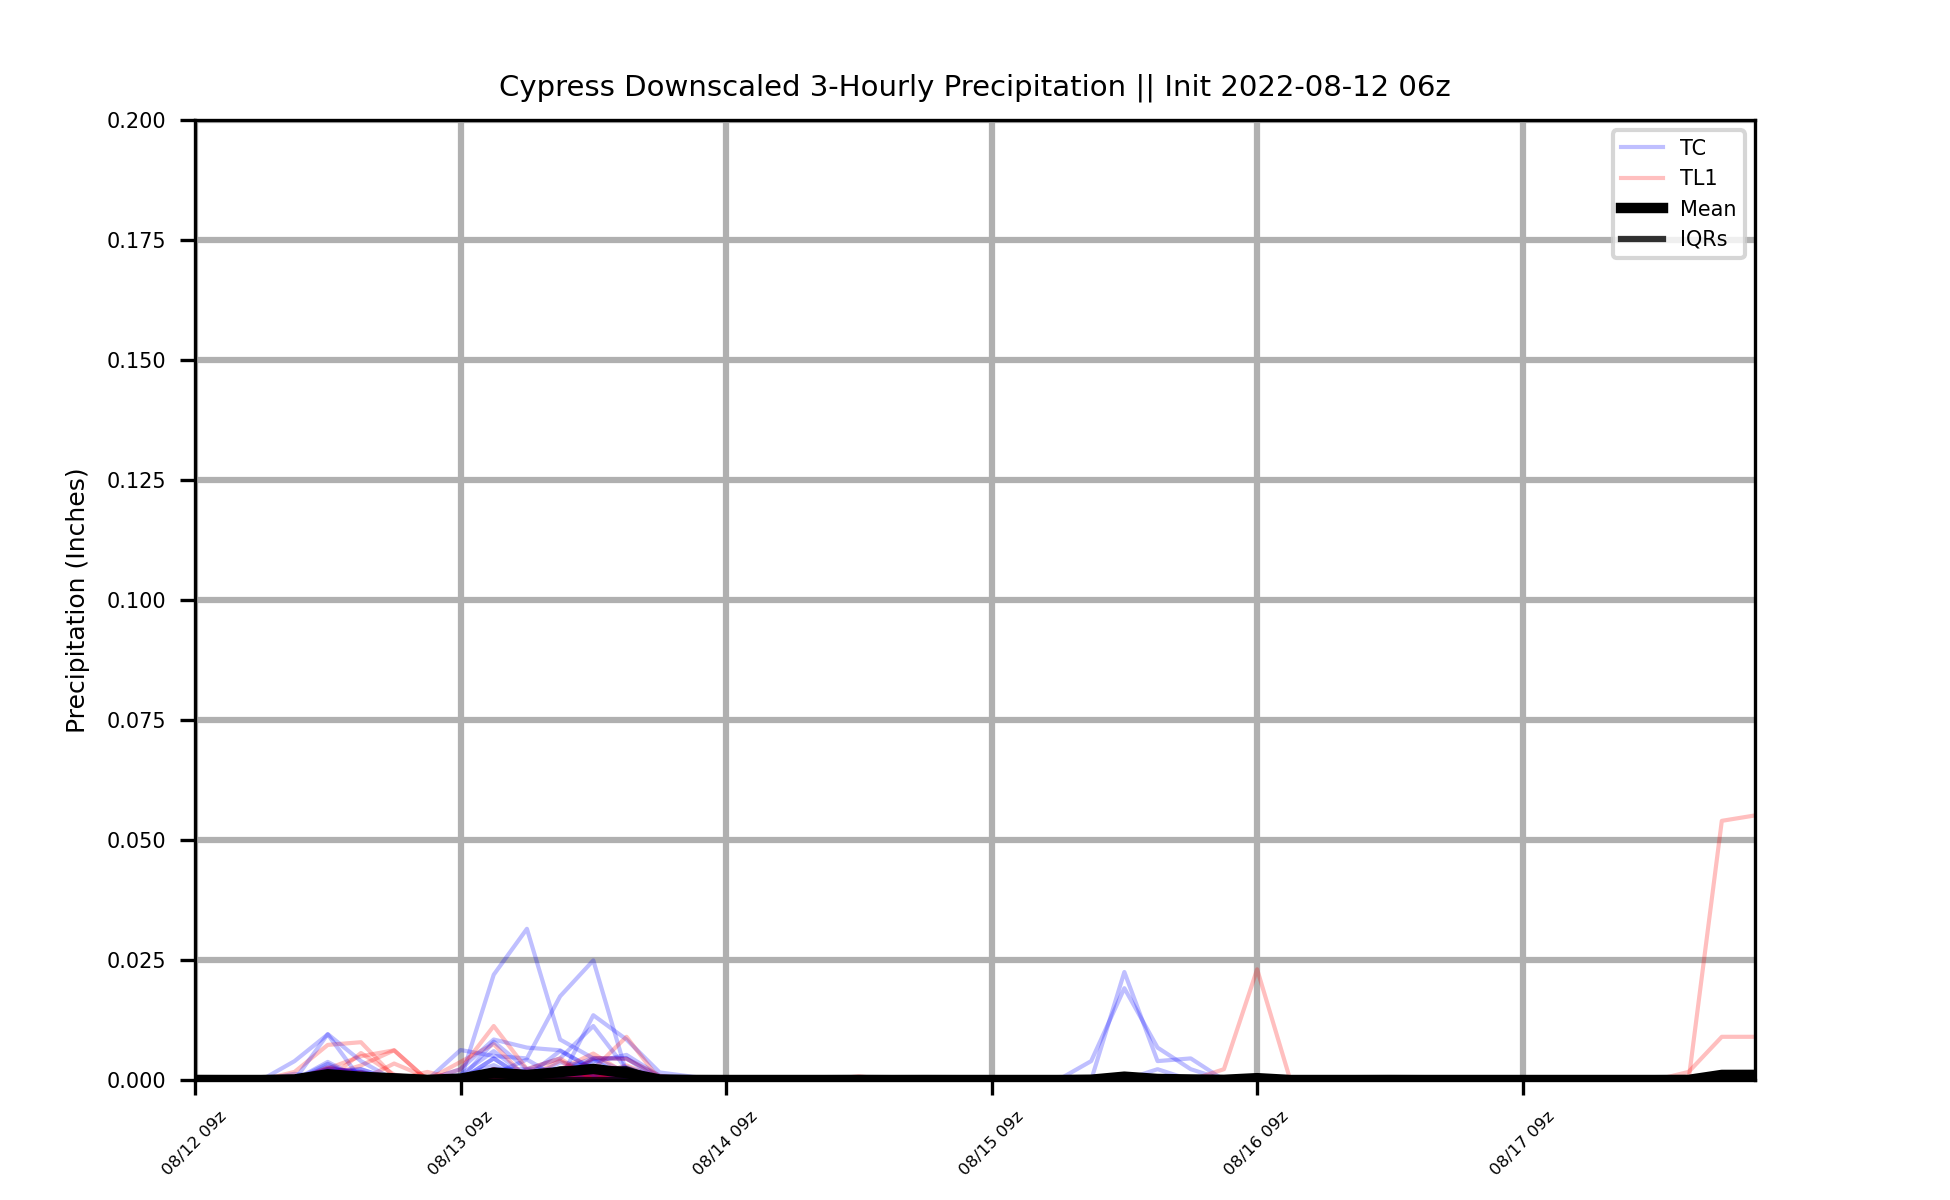 Cypress Downscaled 3-Hourly Precipitation || Init 2022-08-12 06z
TC
TL1
Mean
IQRs
Precipitation (Inches)
0.200
0.175
0.150
0.125
0.100
0.075
0.050
0.025
0.000
08/12 09z
08/13 09z
08/14 09z
08/15 09z
08/16 09z
08/17 09z